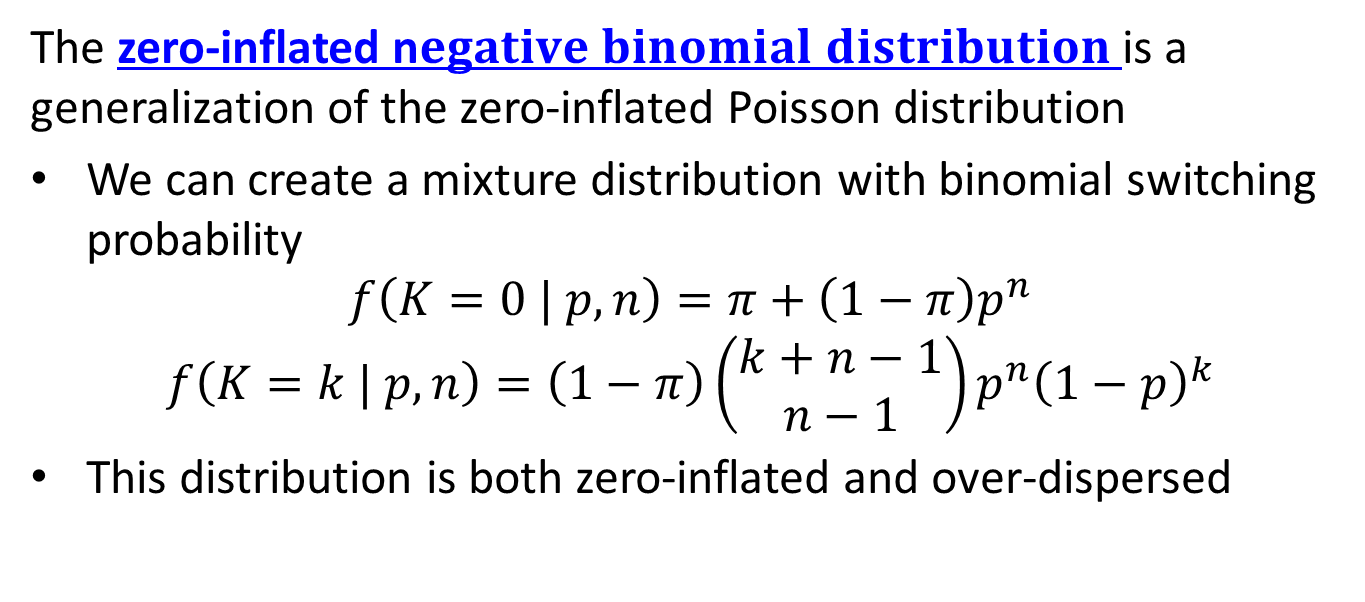 The zero-inflated negative binomial distribution is a
generalization of the zero-inflated Poisson distribution
• We can create a mixture distribution with binomial switching
probability
f(K = 0 | p, n) = π + (1 − π)pⁿ
f(K = k | p, n) = (1 − π) (k + n − 1 / n − 1) pⁿ(1 − p)ᵏ
• This distribution is both zero-inflated and over-dispersed